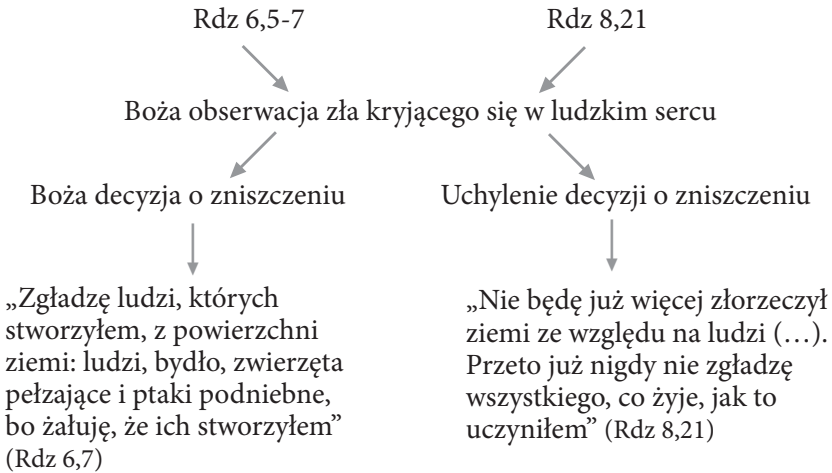 Rdz 6,5-7
Rdz 8,21
Boża obserwacja zła kryjącego się w ludzkim sercu
Boża decyzja o zniszczeniu
Uchylenie decyzji o zniszczeniu
„Zgładzę ludzi, których
stworzyłem, z powierzchni
ziemi: ludzi, bydło, zwierzęta
pełzające i ptaki podniebne,
bo żałuję, że ich stworzyłem”
(Rdz 6,7)
„Nie będę już więcej złorzeczył
ziemi ze względu na ludzi (…).
Przeto już nigdy nie zgładzę
wszystkiego, co żyje, jak to
uczyniłem” (Rdz 8,21)